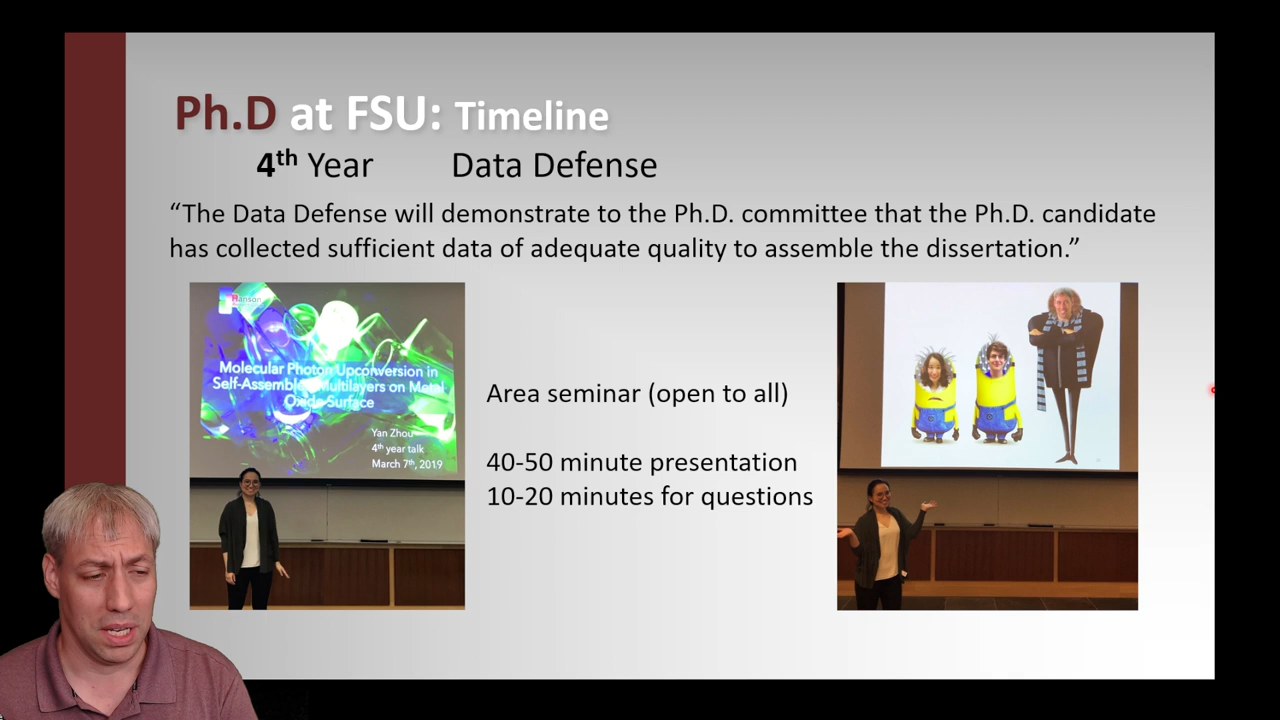 Ph.D at FSU: Timeline
4th Year Data Defense
“The Data Defense will demonstrate to the Ph.D. committee that the Ph.D. candidate
has collected sufficient data of adequate quality to assemble the dissertation.”
Hanson
Molecular Photon Upconversion in
Self-Assembled Multilayers on Metal
Oxide Surface
Yan Zhou
4th year talk
March 7th, 2019
Area seminar (open to all)
40-50 minute presentation
10-20 minutes for questions